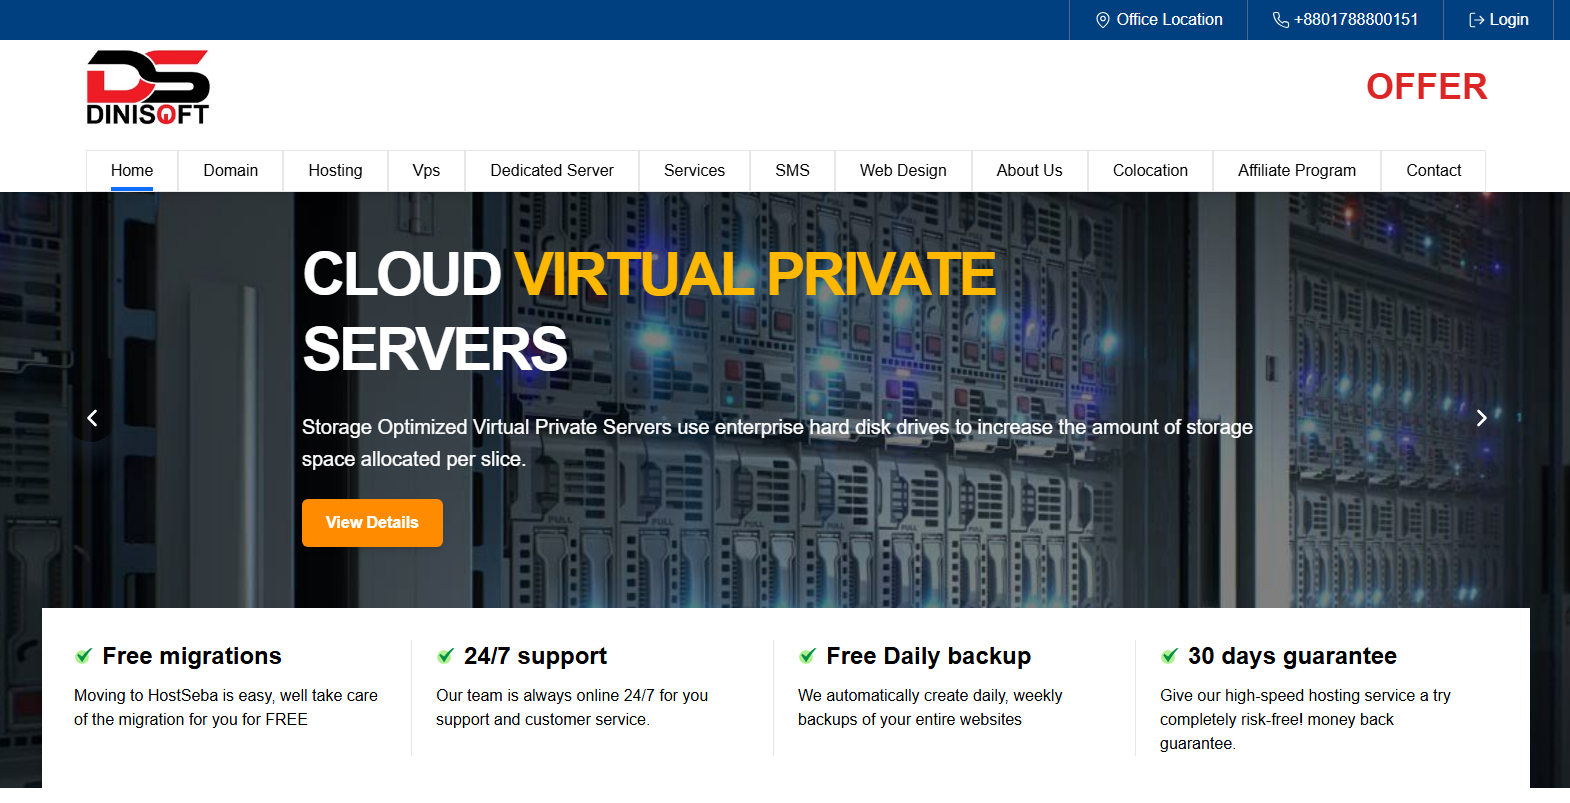 Office Location
+8801788800151
Login
DS
DINISOFT
OFFER
Home
Domain
Hosting
Vps
Dedicated Server
Services
SMS
Web Design
About Us
Colocation
Affiliate Program
Contact
CLOUD VIRTUAL PRIVATE
SERVERS
Storage Optimized Virtual Private Servers use enterprise hard disk drives to increase the amount of storage
space allocated per slice.
View Details
Free migrations
Moving to HostSeba is easy, well take care
of the migration for you for FREE
24/7 support
Our team is always online 24/7 for you
support and customer service.
Free Daily backup
We automatically create daily, weekly
backups of your entire websites
30 days guarantee
Give our high-speed hosting service a try
completely risk-free! money back
guarantee.